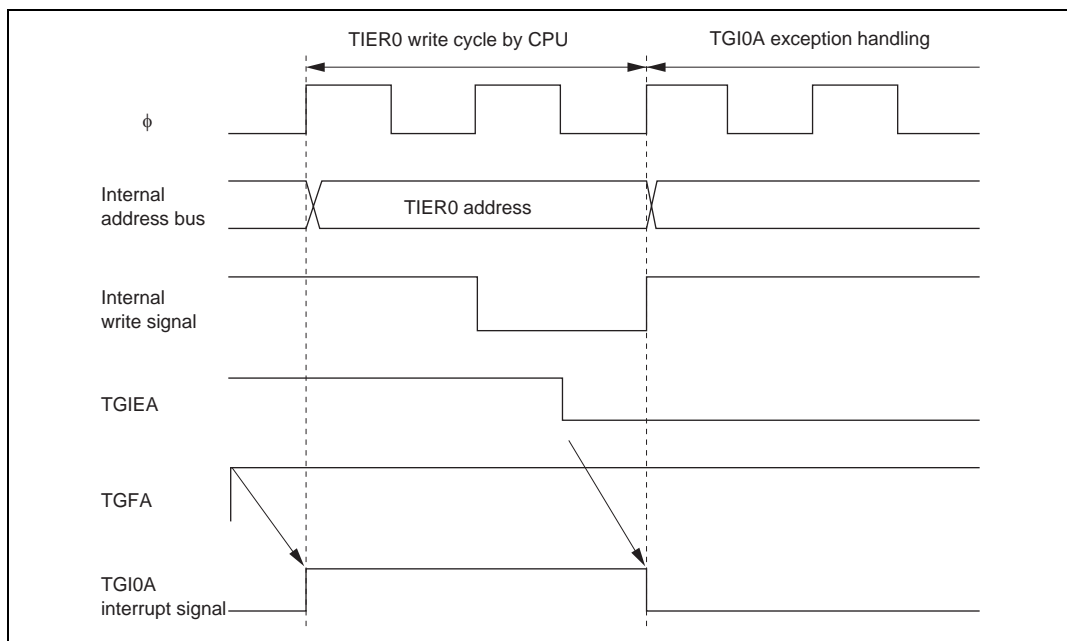 TIER0 write cycle by CPU
TGI0A exception handling
ϕ
Internal
address bus
TIER0 address
Internal
write signal
TGIEA
TGFA
TGI0A
interrupt signal